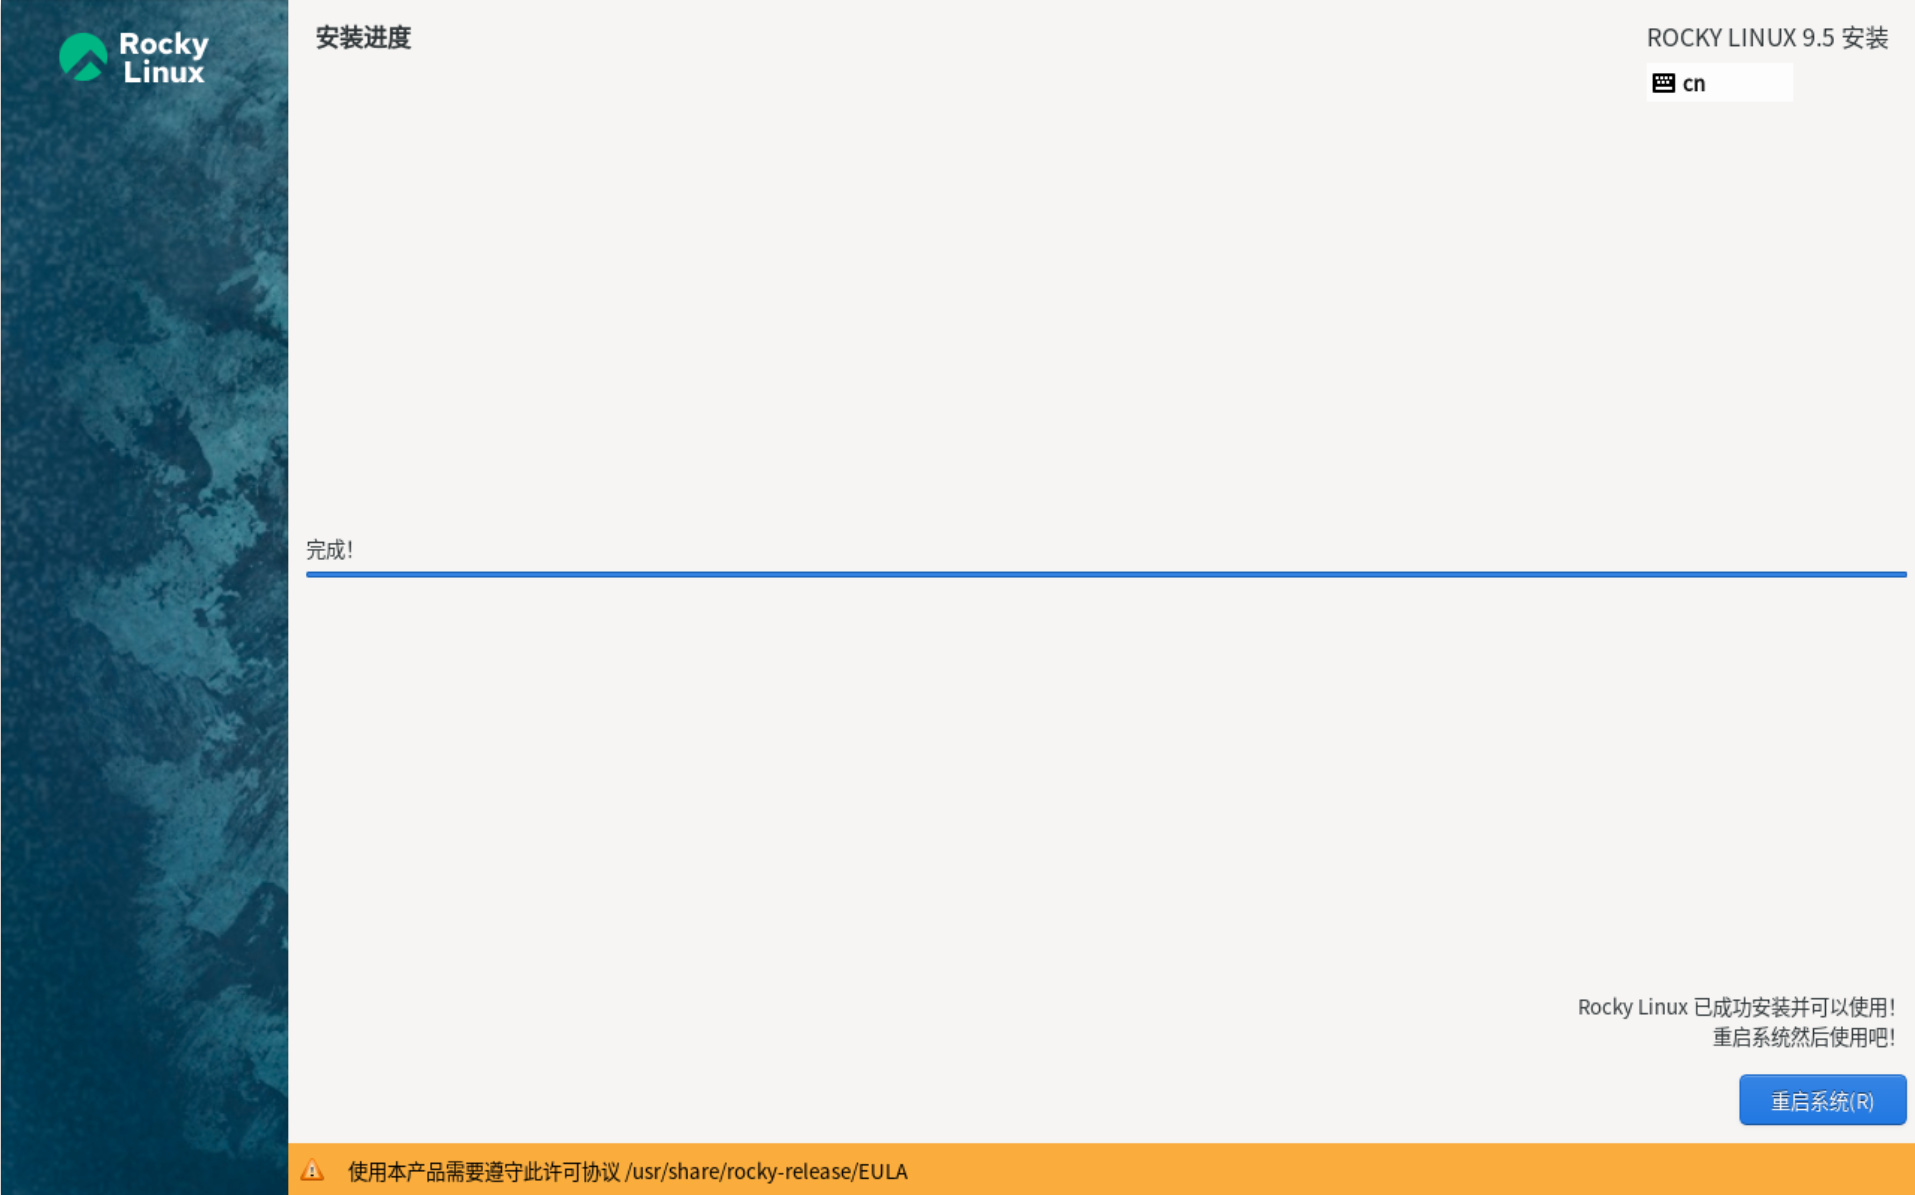 Rocky
Linux
安装进度
ROCKY LINUX 9.5 安装
cn
完成！
Rocky Linux 已成功安装并可以使用！
重启系统然后使用吧！
重启系统(R)
使用本产品需要遵守此许可协议 /usr/share/rocky-release/EULA